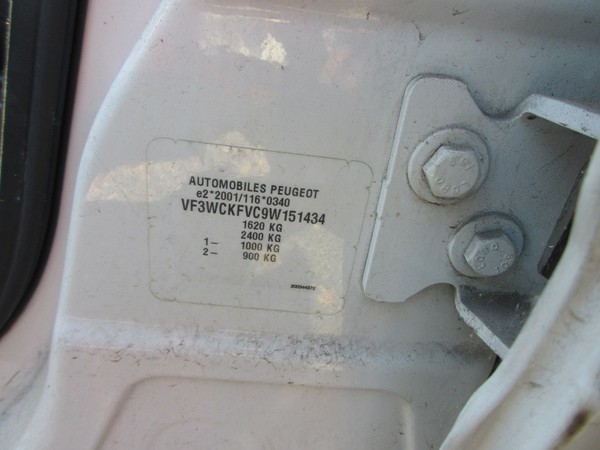 AUTOMOBILES PEUGEOT
e2*2001/116*0340
VF3WCKFVC9W151434
1620 KG
2400 KG
1- 1000 KG
2- 900 KG